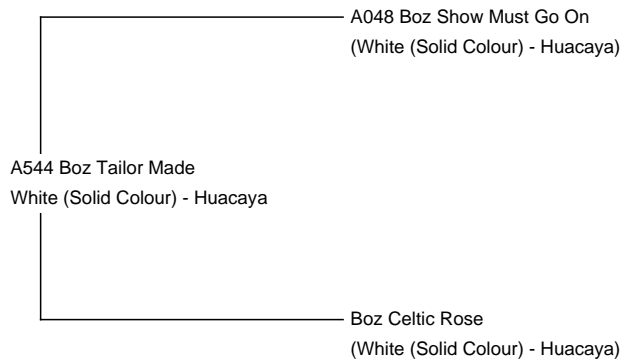 A048 Boz Show Must Go On
(White (Solid Colour) - Huacaya)
A544 Boz Tailor Made
White (Solid Colour) - Huacaya
Boz Celtic Rose
(White (Solid Colour) - Huacaya)